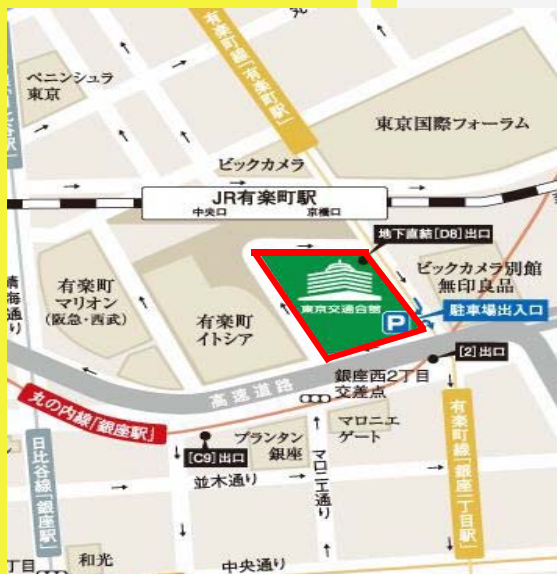 丸
ペニンシュラ
東京
有楽町線「有楽町駅」
東京国際フォーラム
ビックカメラ
JR有楽町駅
中央口
京橋口
地下直結[D8]出口
ビックカメラ別館
無印良品
東京交通会館
P
駐車場出入口
有楽町
マリオン
(阪急・西武)
有楽町
イトシア
晴海通り
高速道路
[2]出口
銀座西2丁目
交差点
丸の内線「銀座駅」
[C9]出口
プランタン
銀座
マロニエ
ゲート
マロニエ通り
有楽町線「銀座一丁目駅」
日比谷線「銀座駅」
並木通り
和光
中央通り
丁目